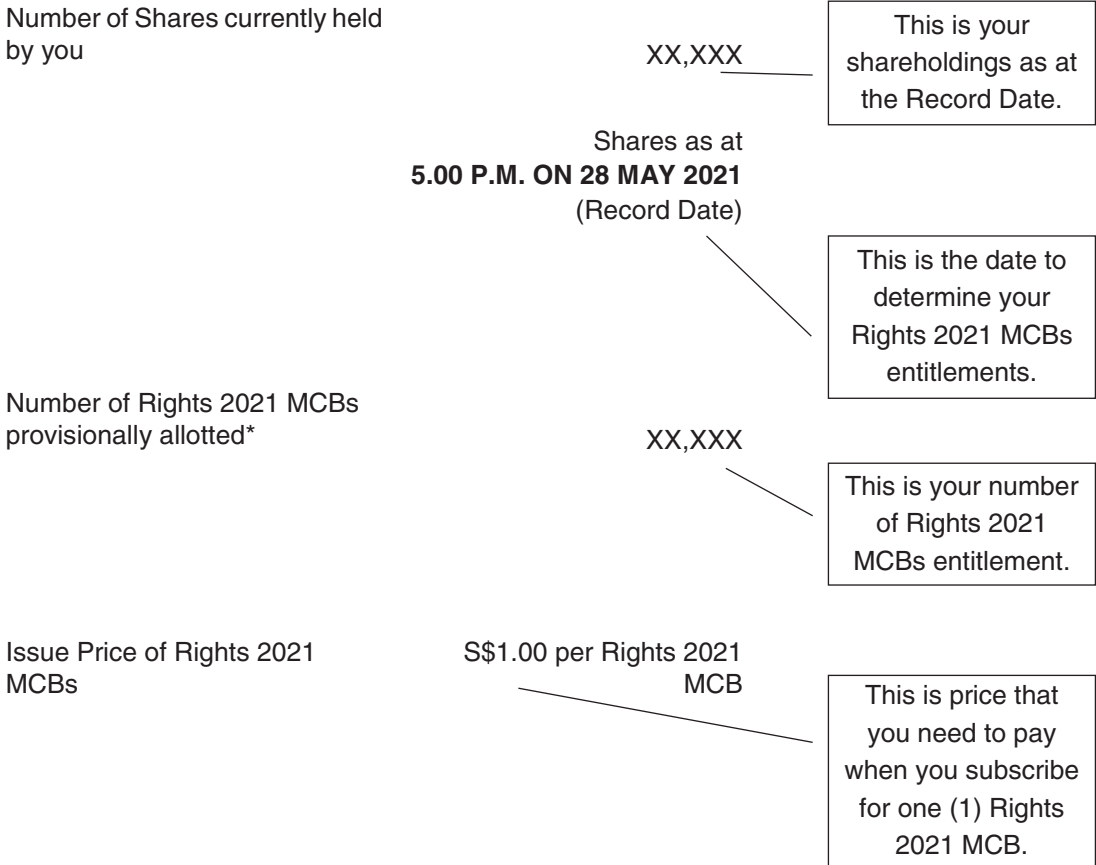 Number of Shares currently held
by you
XX,XXX
This is your
shareholdings as at
the Record Date.
Shares as at
5.00 P.M. ON 28 MAY 2021
(Record Date)
This is the date to
determine your
Rights 2021 MCBs
entitlements.
Number of Rights 2021 MCBs
provisionally allotted*
XX,XXX
This is your number
of Rights 2021
MCBs entitlement.
Issue Price of Rights 2021
MCBs
S$1.00 per Rights 2021
MCB
This is price that
you need to pay
when you subscribe
for one (1) Rights
2021 MCB.